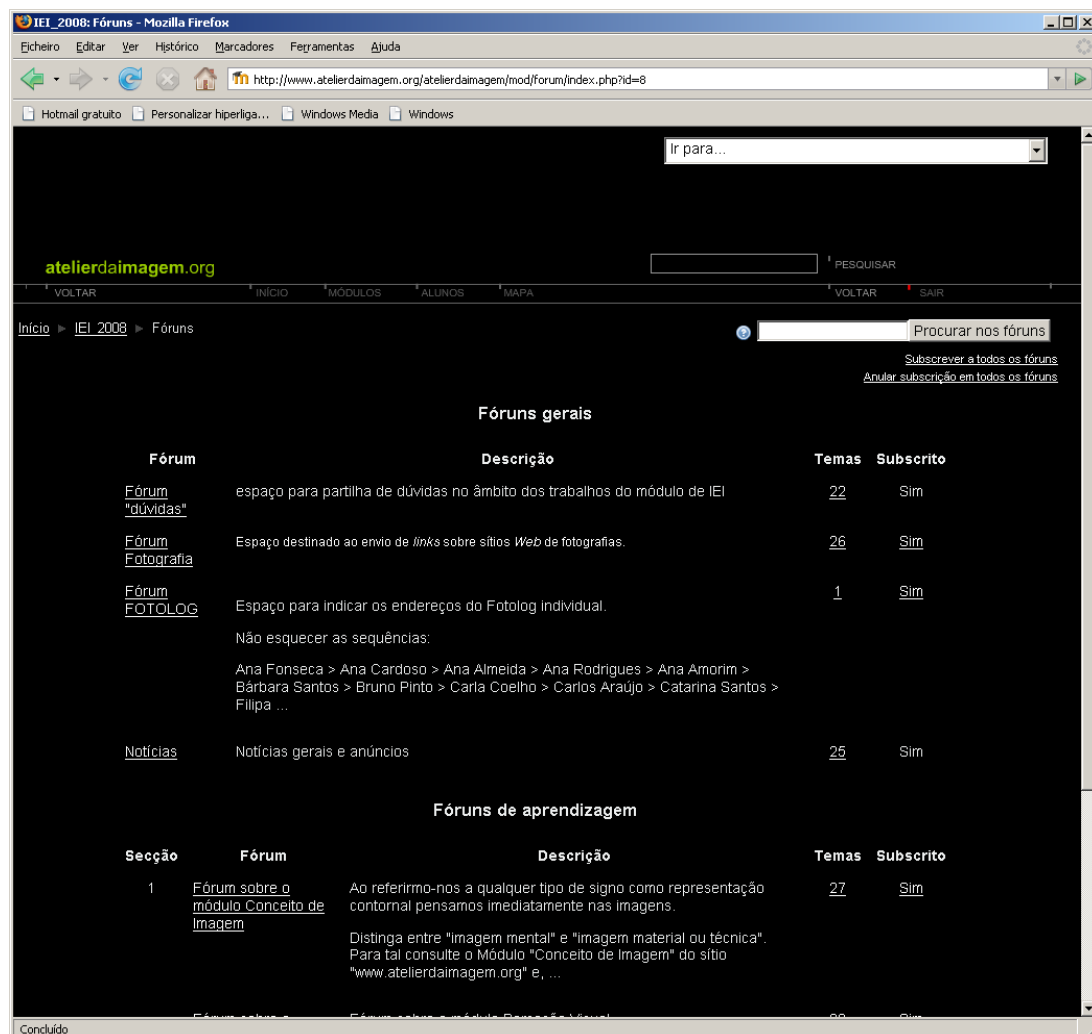 IEI_2008: Fóruns - Mozilla Firefox
Ficheiro Editar Ver Histórico Marcadores Ferramentas Ajuda
http://www.atelierdaimagem.org/atelierdaimagem/mod/forum/index.php?id=8
Hotmail gratuito Personalizar hiperliga... Windows Media Windows
Ir para...
atelierdaimagem.org PESQUISAR
VOLTAR INÍCIO MÓDULOS ALUNOS MAPA VOLTAR SAIR
Início ► IEI_2008 ► Fóruns Procurar nos fóruns
Subscrever a todos os fóruns
Anular subscrição em todos os fóruns
Fóruns gerais
Fórum Descrição Temas Subscrito
Fórum espaço para partilha de dúvidas no âmbito dos trabalhos do módulo de IEI 22 Sim
"dúvidas"
Fórum Espaço destinado ao envio de links sobre sítios Web de fotografias. 26 Sim
Fotografia
Fórum 1 Sim
FOTOLOG Espaço para indicar os endereços do Fotolog individual.
Não esquecer as sequências:
Ana Fonseca > Ana Cardoso > Ana Almeida > Ana Rodrigues > Ana Amorim >
Bárbara Santos > Bruno Pinto > Carla Coelho > Carlos Araújo > Catarina Santos >
Filipa ...
Notícias Notícias gerais e anúncios 25 Sim
Fóruns de aprendizagem
Secção Fórum Descrição Temas Subscrito
1 Fórum sobre o Ao referirmo-nos a qualquer tipo de signo como representação 27 Sim
módulo Conceito de contornal pensamos imediatamente nas imagens.
Imagem
Distinga entre "imagem mental" e "imagem material ou técnica".
Para tal consulte o Módulo "Conceito de Imagem" do sítio
"www.atelierdaimagem.org" e, ...
Fórum sobre o Fórum sobre o módulo Visual Sim
Concluído